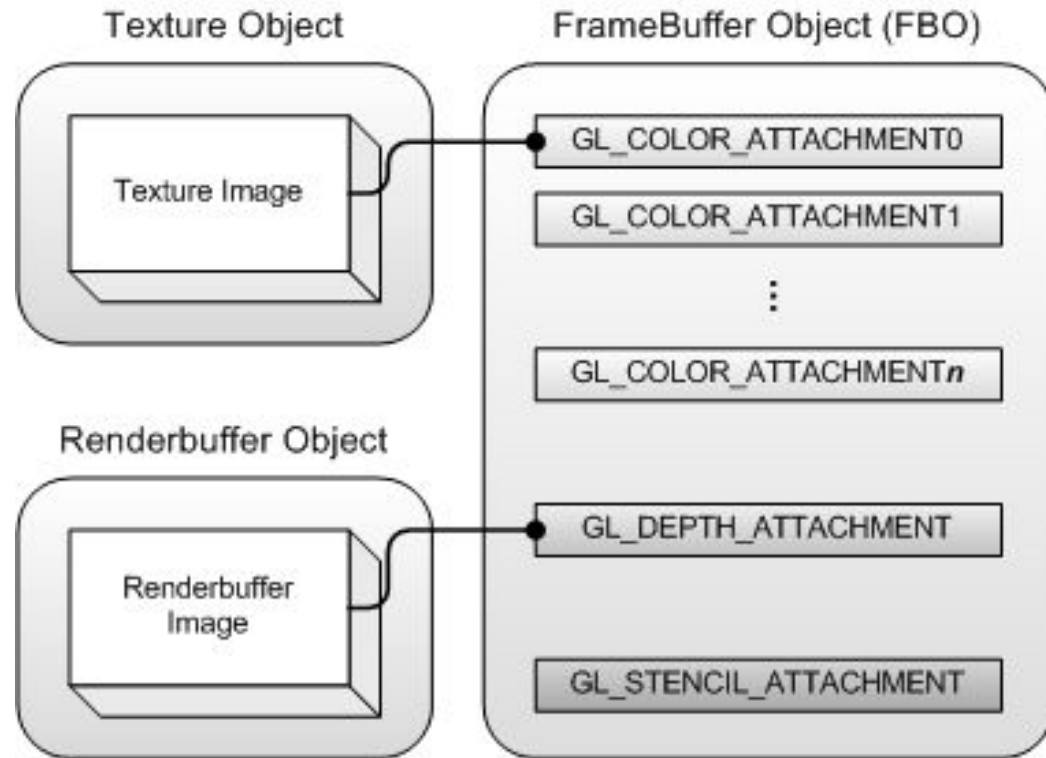 Texture Object
FrameBuffer Object (FBO)
Texture Image
GL_COLOR_ATTACHMENT0
GL_COLOR_ATTACHMENT1
⋮
GL_COLOR_ATTACHMENTn
Renderbuffer Object
Renderbuffer
Image
GL_DEPTH_ATTACHMENT
GL_STENCIL_ATTACHMENT